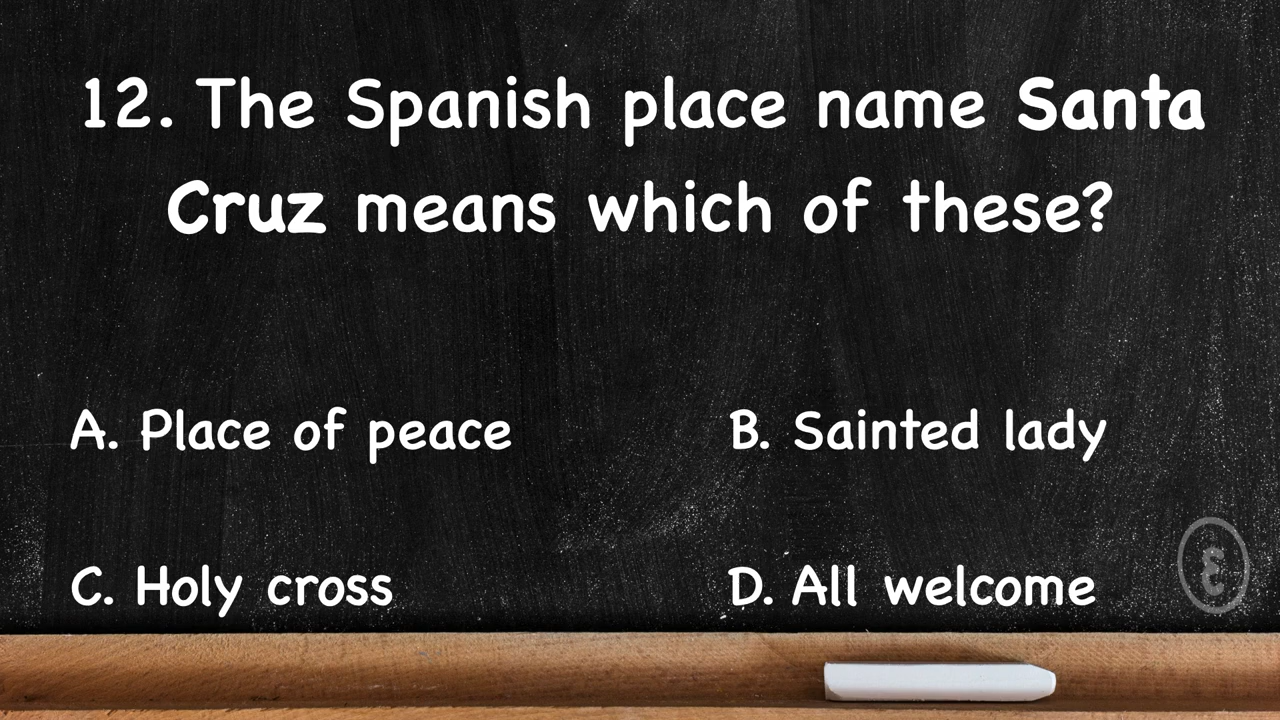 12. The Spanish place name Santa
Cruz means which of these?
A. Place of peace
B. Sainted lady
C. Holy cross
D. All welcome